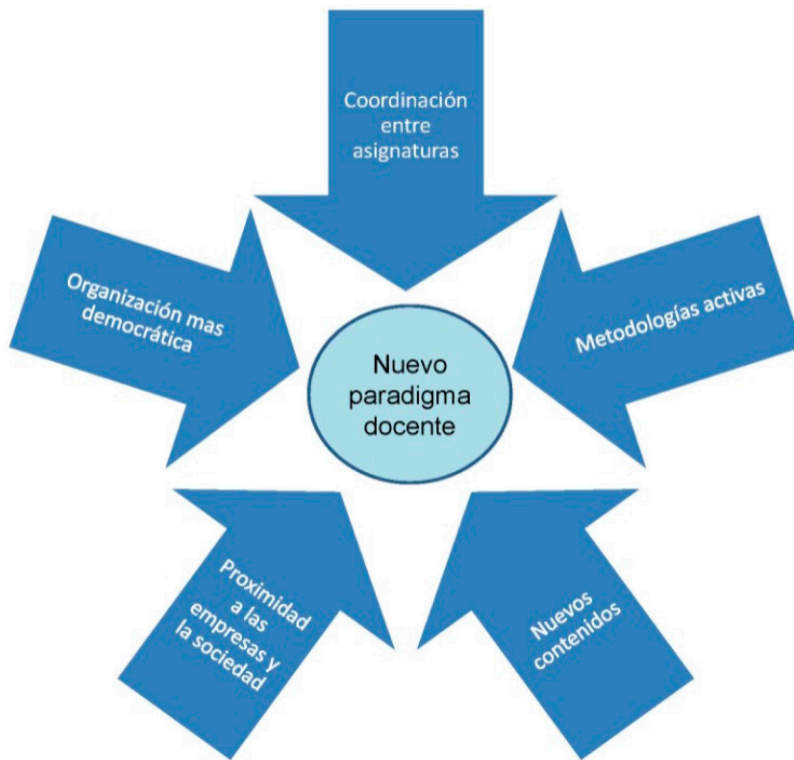 Coordinación
entre
asignaturas
Organización mas
democrática
Metodologías activas
Nuevo
paradigma
docente
Proximidad
a las
empresas y
la sociedad
Nuevos
contenidos